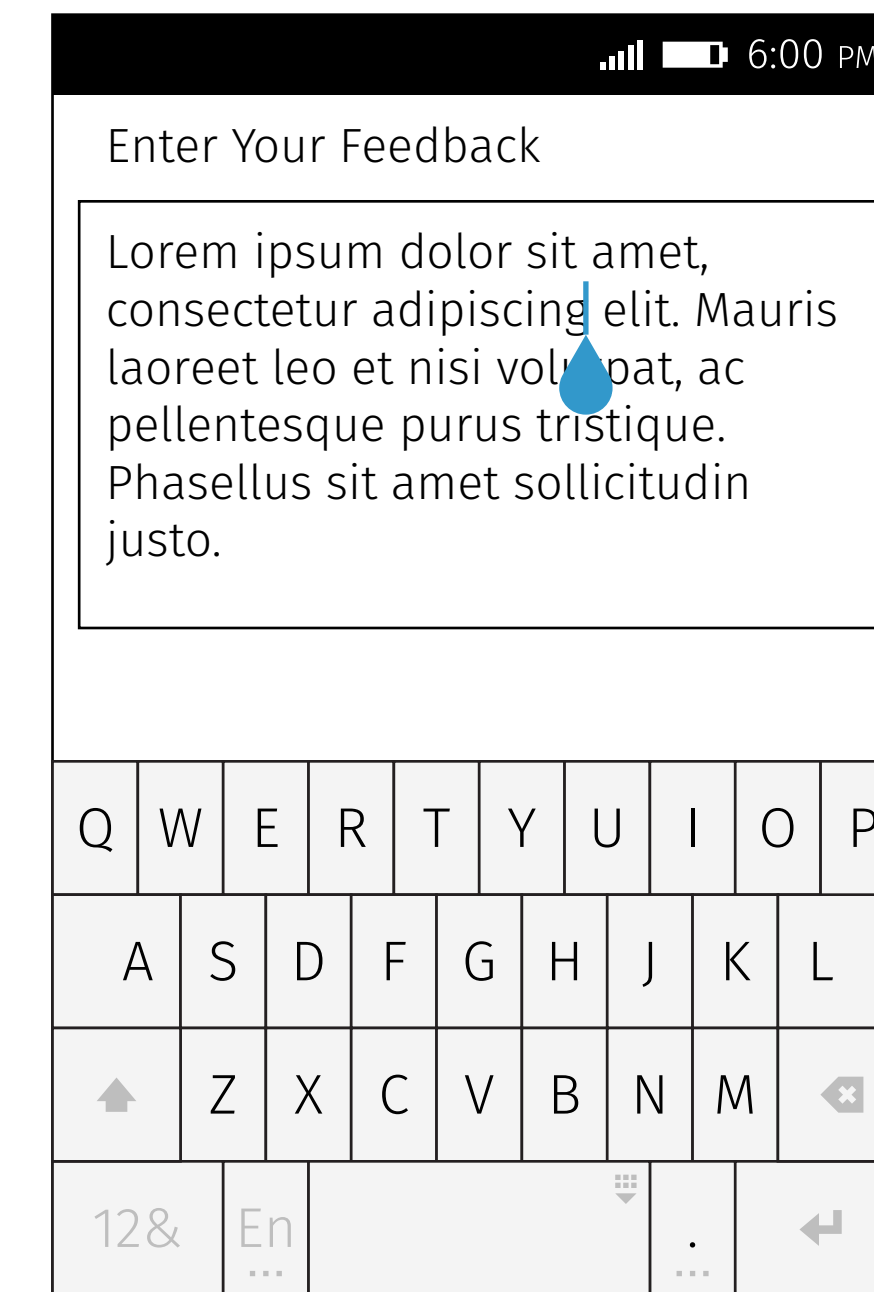 6:00 PM
Enter Your Feedback
Lorem ipsum dolor sit amet,
consectetur adipiscing elit. Mauris
laoreet leo et nisi volutpat, ac
pellentesque purus tristique.
Phasellus sit amet sollicitudin
justo.
Q W E R T Y U I O P
A S D F G H J K L
Z X C V B N M
12& En .